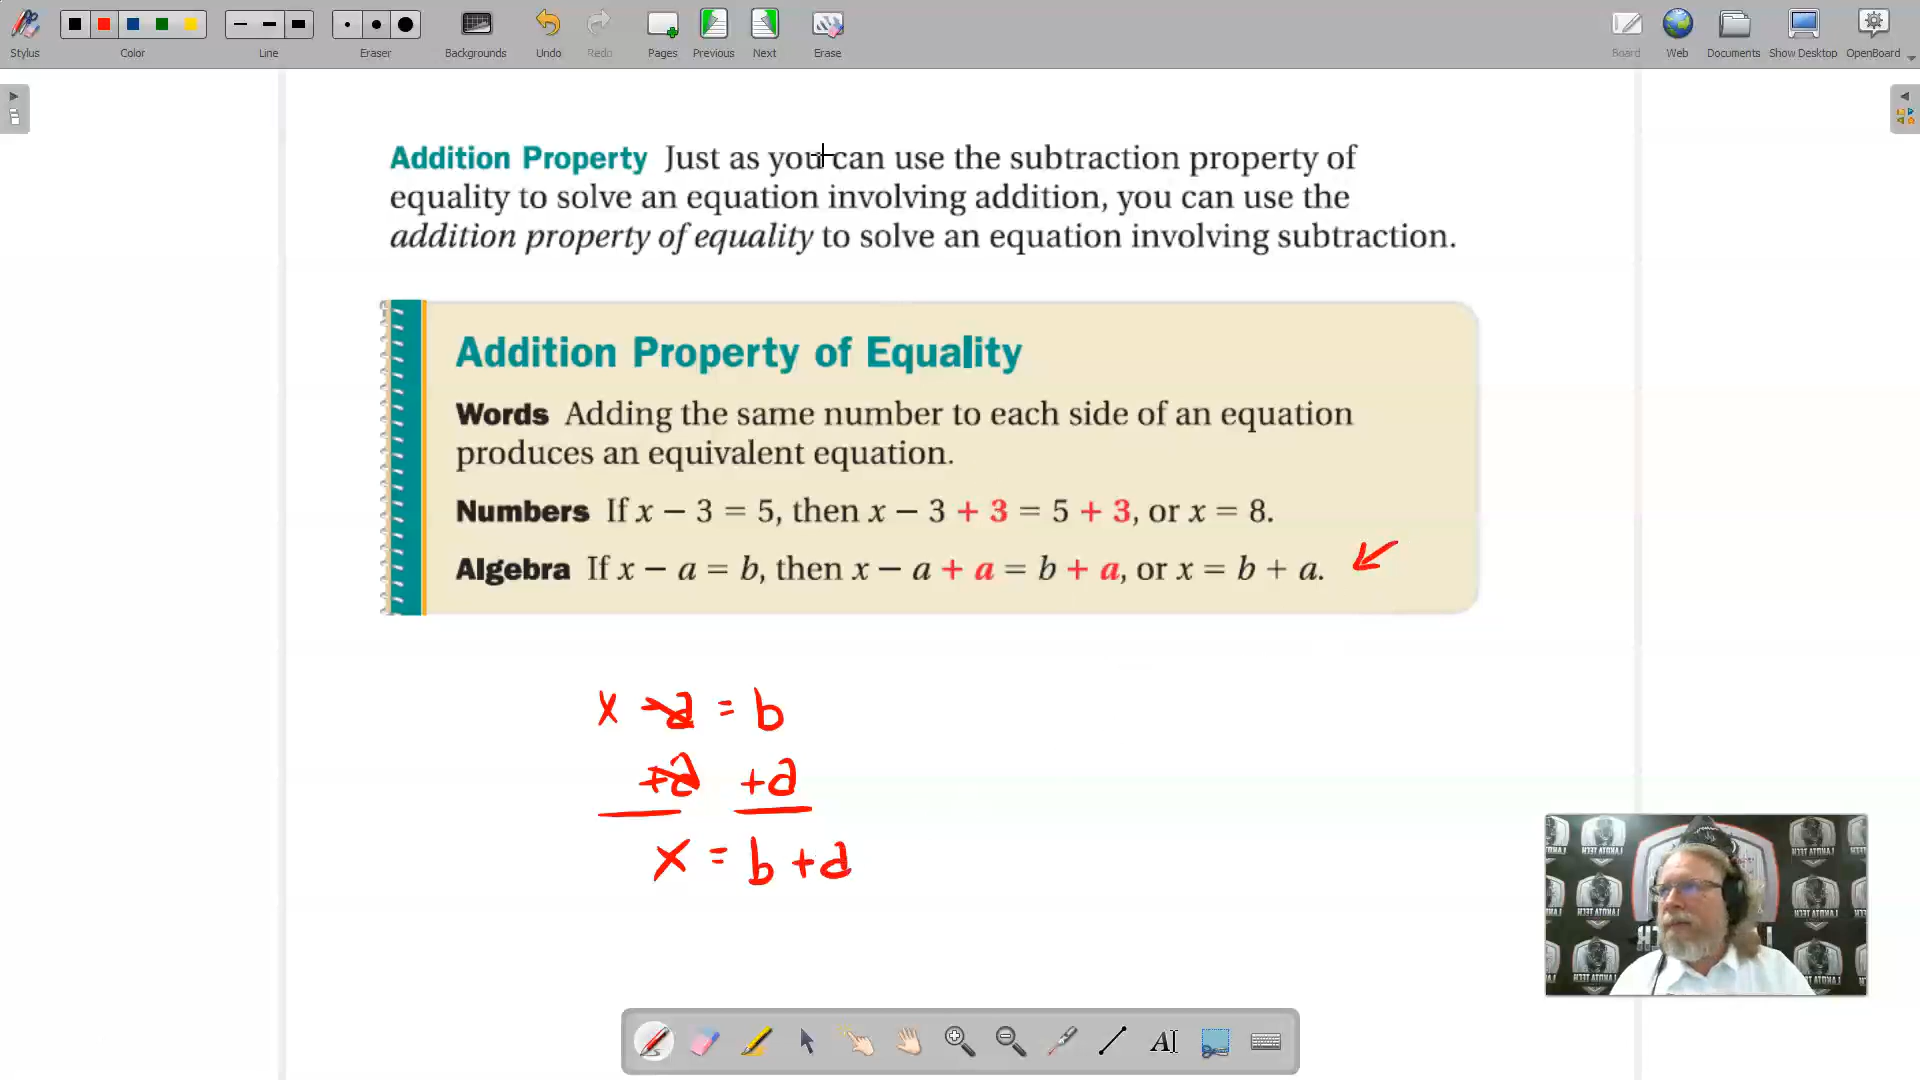 Stylus
Color
Line
Eraser
Backgrounds
Undo
Redo
Pages
Previous
Next
Erase
Board
Web
Documents
Show Desktop
OpenBoard
Addition Property Just as you can use the subtraction property of
equality to solve an equation involving addition, you can use the
addition property of equality to solve an equation involving subtraction.
Addition Property of Equality
Words Adding the same number to each side of an equation
produces an equivalent equation.
Numbers If x − 3 = 5, then x − 3 + 3 = 5 + 3, or x = 8.
Algebra If x − a = b, then x − a + a = b + a, or x = b + a.
x - a = b
+a +a
x = b + a
LAKOTA TECH
AI